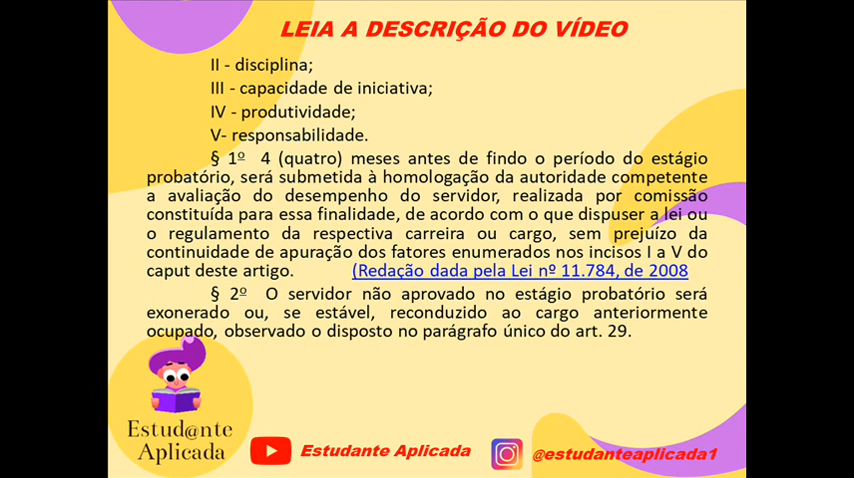 LEIA A DESCRIÇÃO DO VÍDEO
II - disciplina;
III - capacidade de iniciativa;
IV - produtividade;
V- responsabilidade.
§ 1º 4 (quatro) meses antes de findo o período do estágio
probatório, será submetida à homologação da autoridade competente
a avaliação do desempenho do servidor, realizada por comissão
constituída para essa finalidade, de acordo com o que dispuser a lei ou
o regulamento da respectiva carreira ou cargo, sem prejuízo da
continuidade de apuração dos fatores enumerados nos incisos I a V do
caput deste artigo. (Redação dada pela Lei nº 11.784, de 2008
§ 2º O servidor não aprovado no estágio probatório será
exonerado ou, se estável, reconduzido ao cargo anteriormente
ocupado, observado o disposto no parágrafo único do art. 29.
Estud@nte
Aplicada
Estudante Aplicada
@estudanteaplicada1